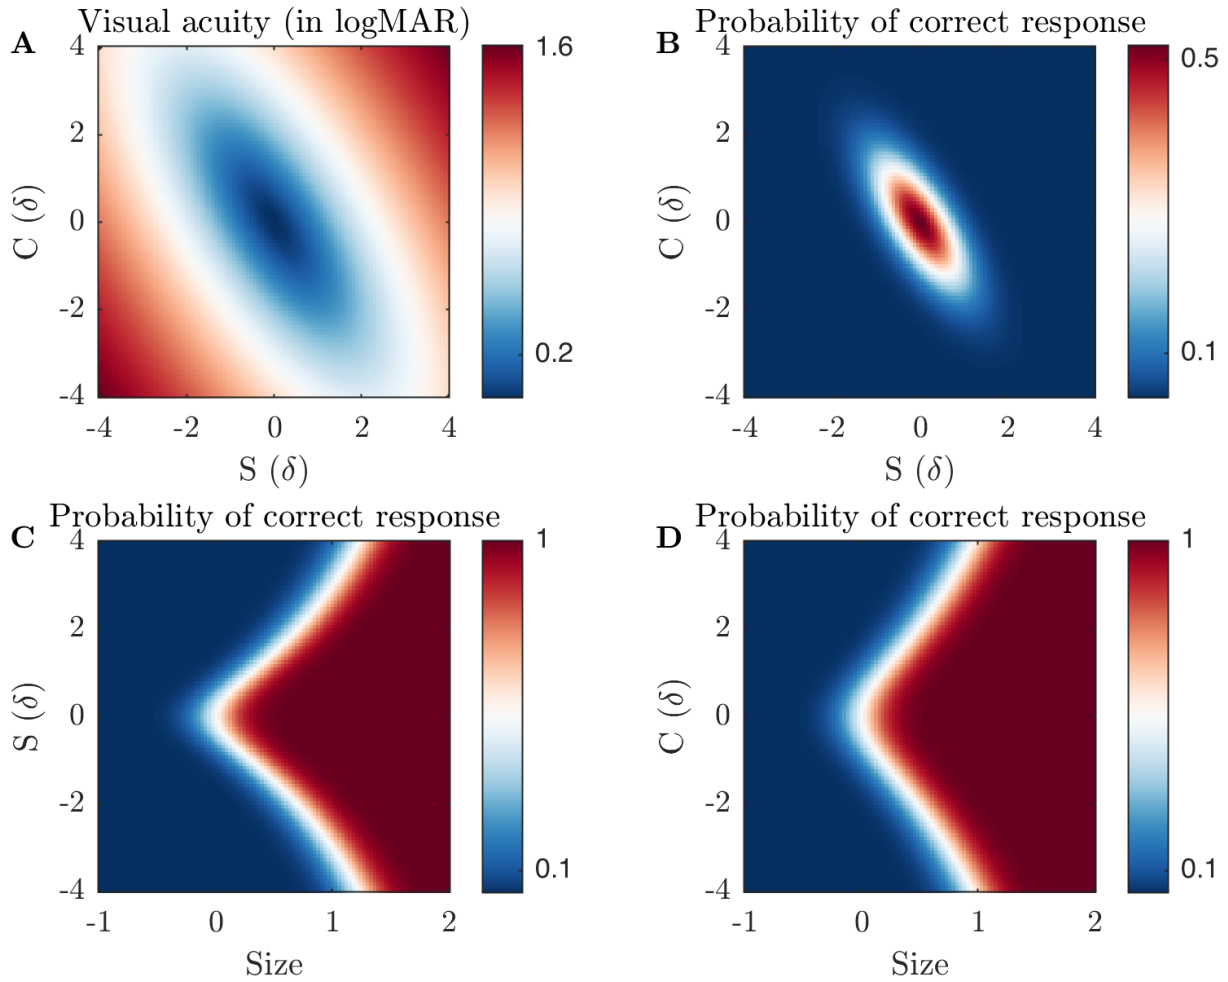 A
Visual acuity (in logMAR)
4
2
0
-2
-4
C (δ)
-4 -2 0 2 4
S (δ)
1.6
0.2
B
Probability of correct response
4
2
0
-2
-4
C (δ)
-4 -2 0 2 4
S (δ)
0.5
0.1
C
Probability of correct response
4
2
0
-2
-4
S (δ)
-1 0 1 2
Size
1
0.1
D
Probability of correct response
4
2
0
-2
-4
C (δ)
-1 0 1 2
Size
1
0.1